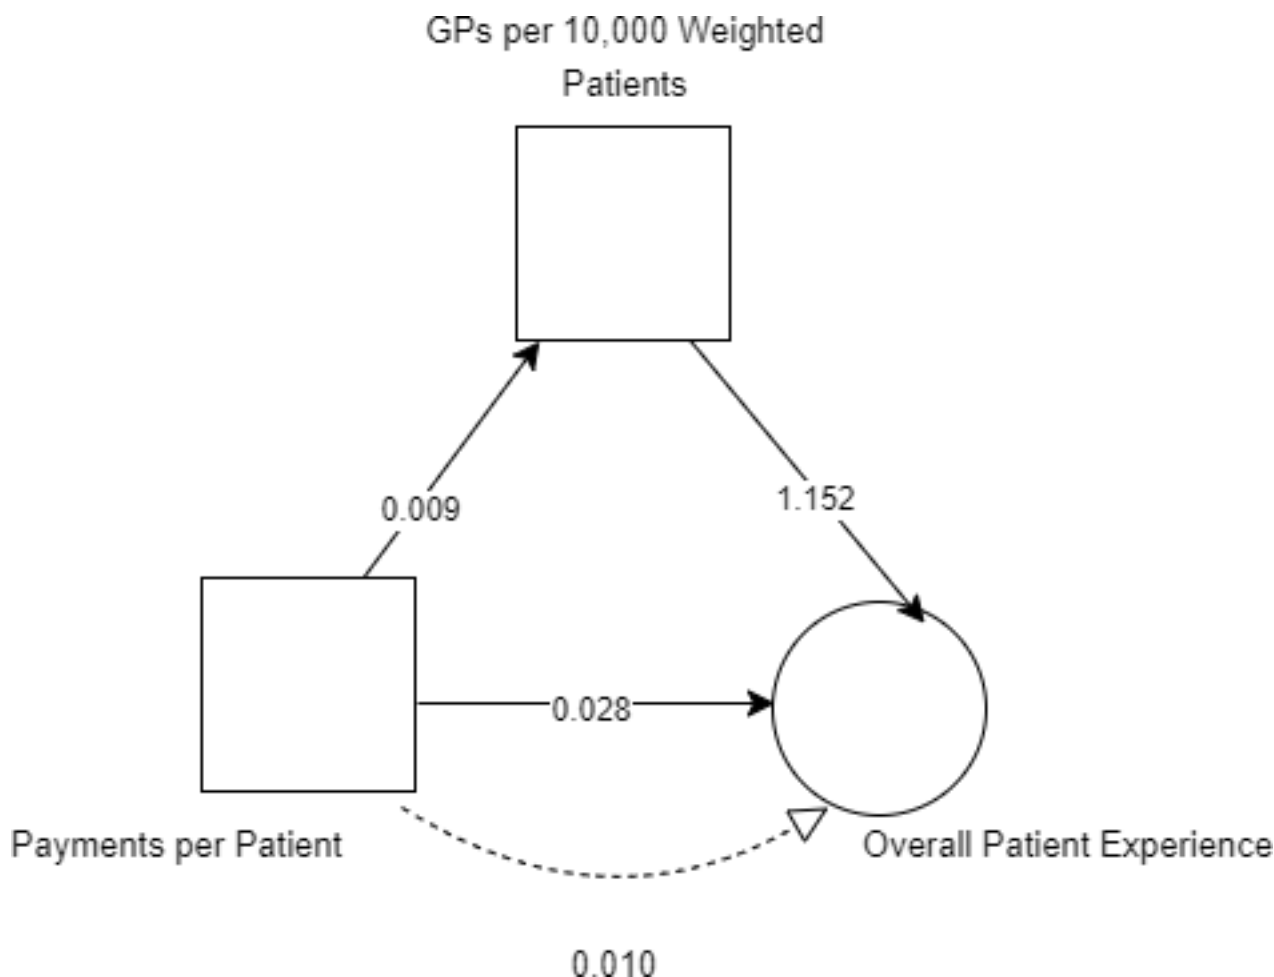 GPs per 10,000 Weighted
Patients
0.009
1.152
0.028
Payments per Patient
Overall Patient Experience
0.010